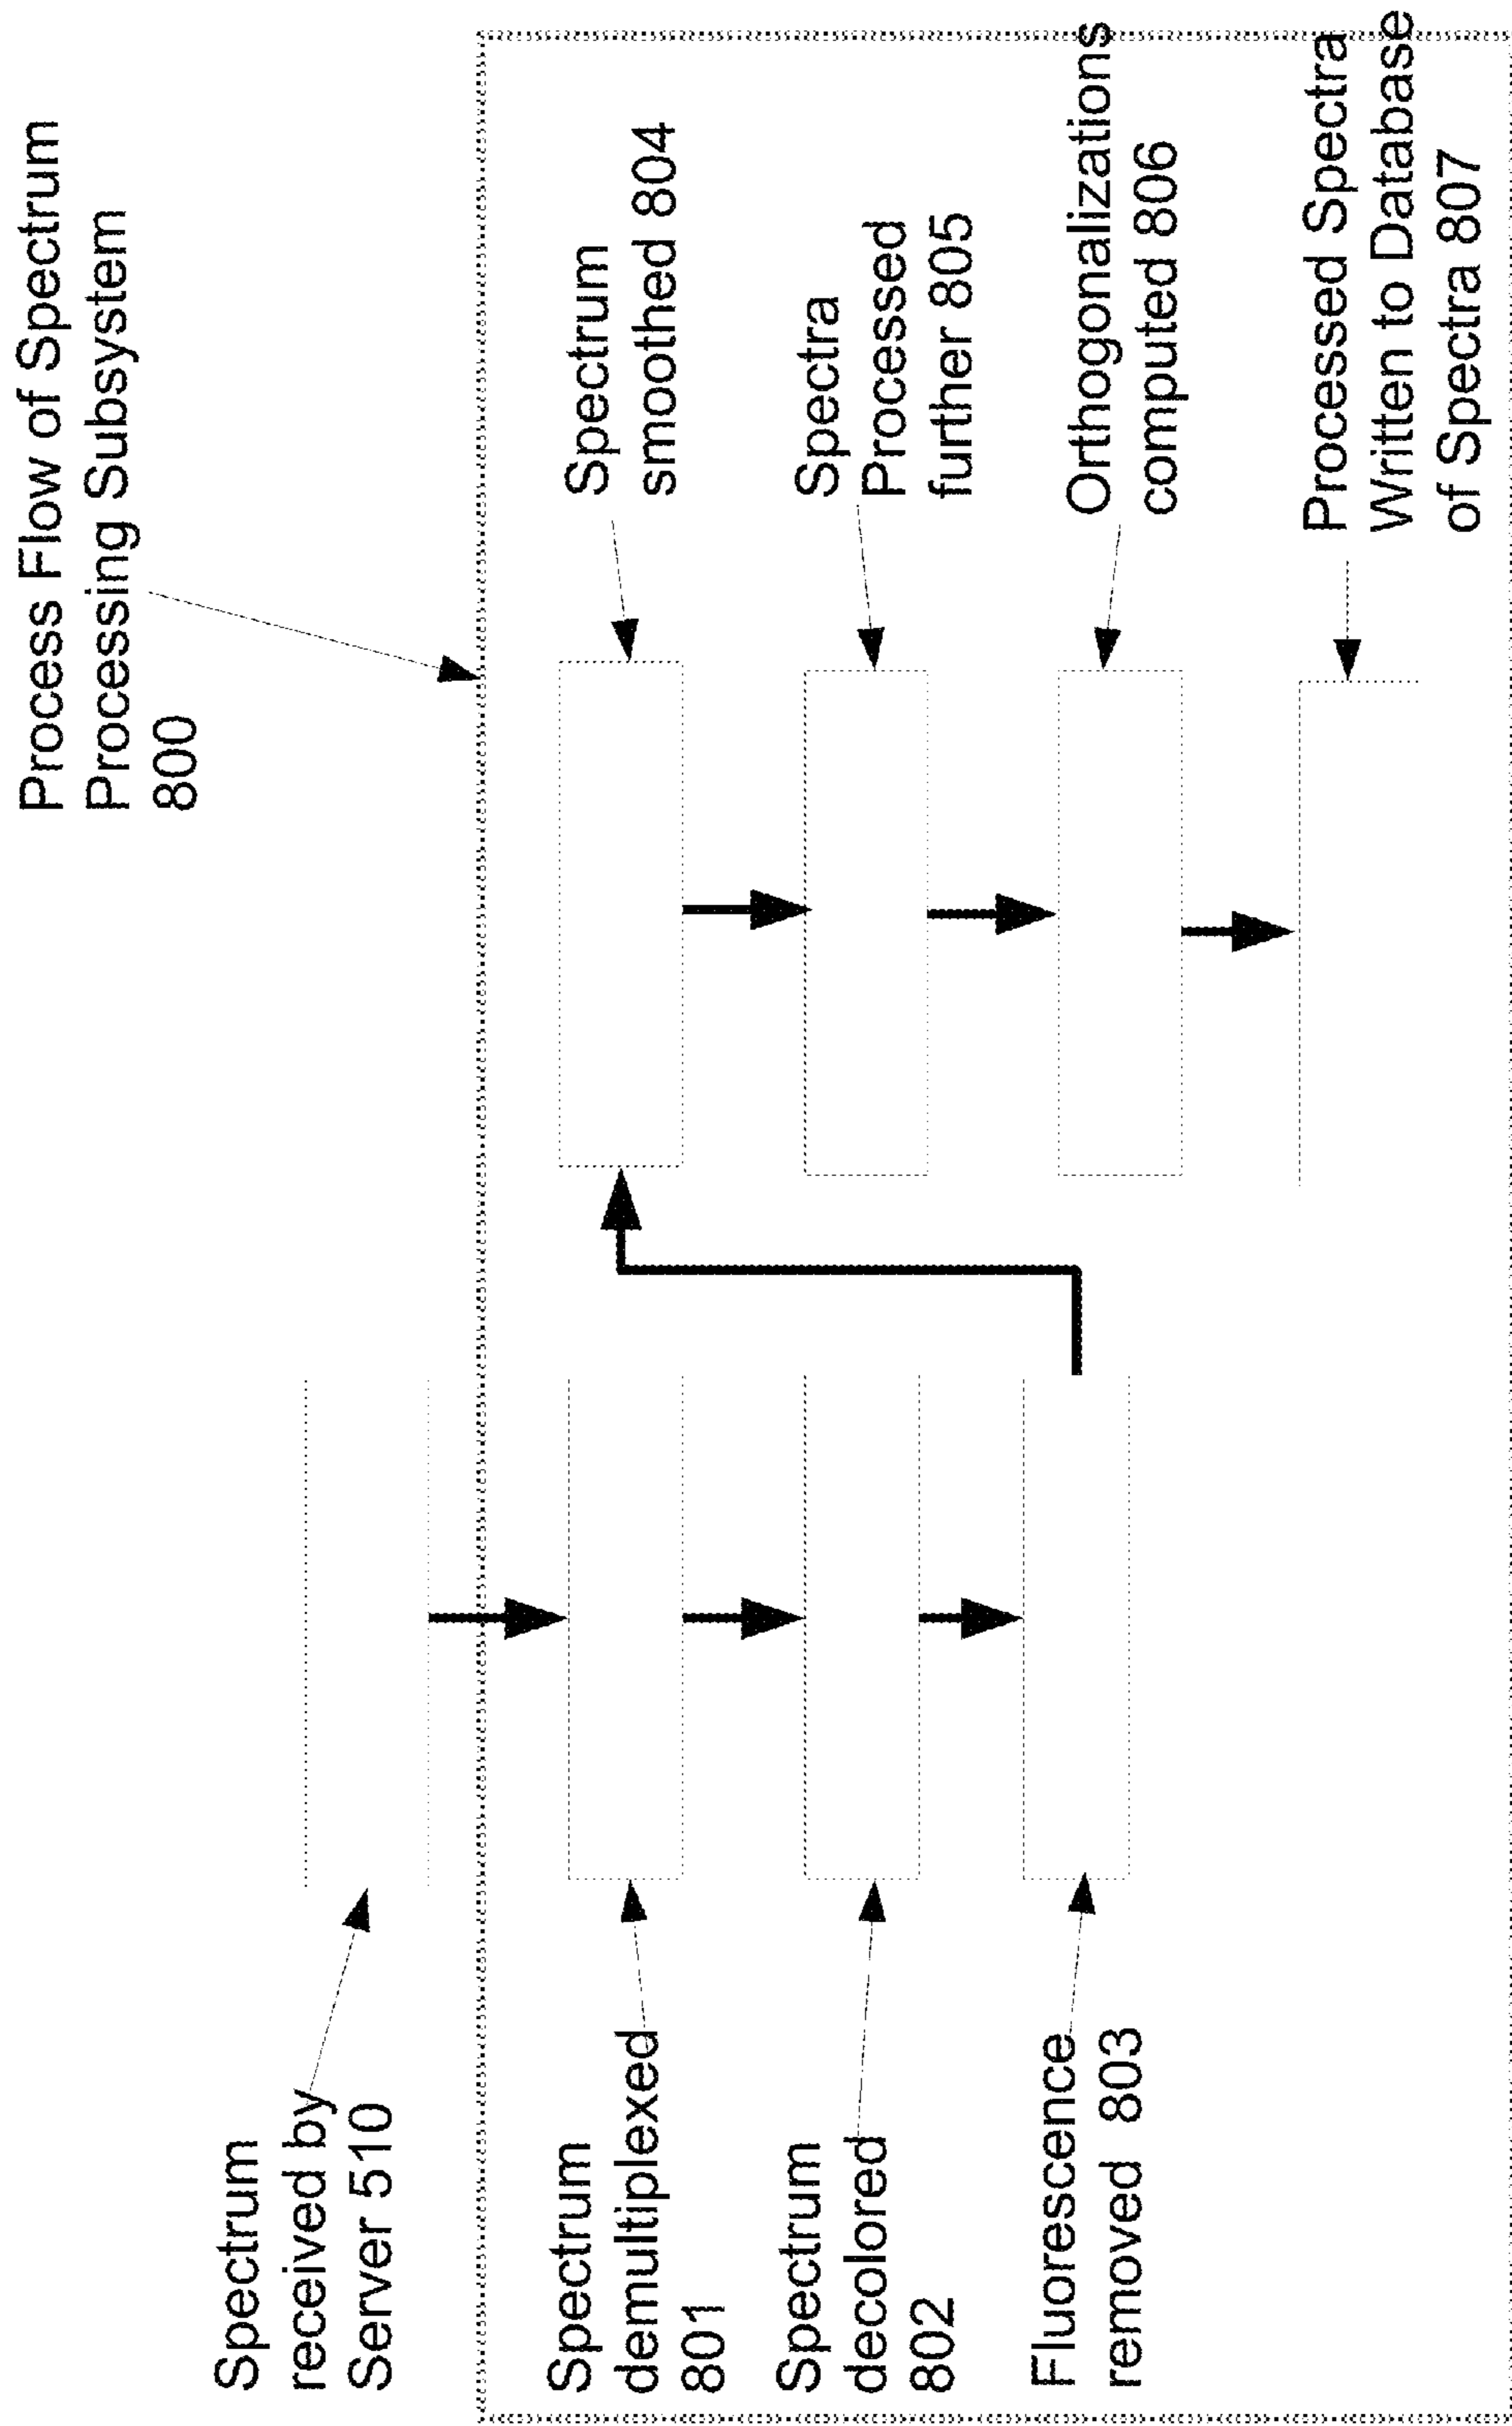 Process Flow of Spectrum
Processing Subsystem
800
Spectrum
received by
Server 510
Spectrum
demultiplexed
801
Spectrum
decolored
802
Fluorescence
removed 803
Spectrum
smoothed 804
Spectra
Processed
further 805
Orthogonalizations
computed 806
Processed Spectra
Written to Database
of Spectra 807